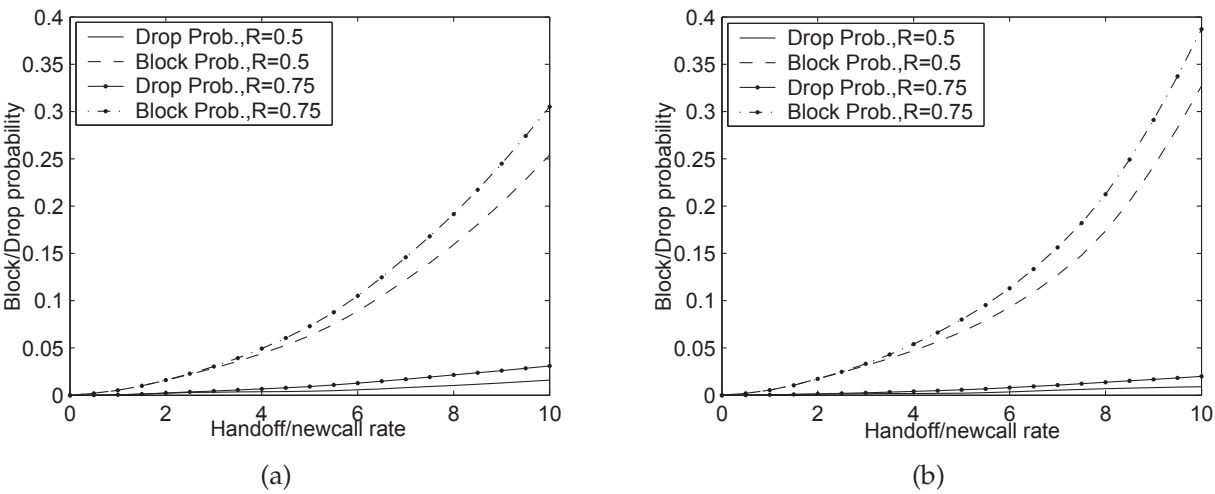 0.4
0.35
0.3
0.25
0.2
0.15
0.1
0.05
0
Block/Drop probability
Drop Prob.,R=0.5
Block Prob.,R=0.5
Drop Prob.,R=0.75
Block Prob.,R=0.75
0 2 4 6 8 10
Handoff/newcall rate
(a)
0.4
0.35
0.3
0.25
0.2
0.15
0.1
0.05
0
Block/Drop probability
Drop Prob.,R=0.5
Block Prob.,R=0.5
Drop Prob.,R=0.75
Block Prob.,R=0.75
0 2 4 6 8 10
Handoff/newcall rate
(b)